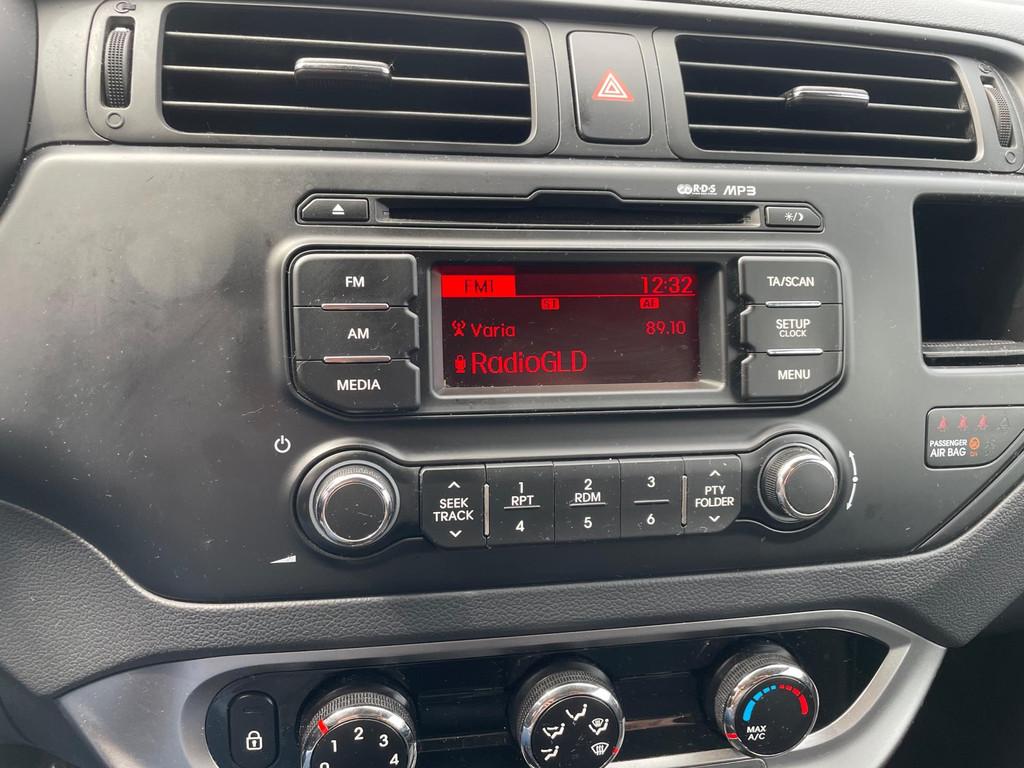 R·D·S MP3
FM
AM
MEDIA
FM1 12:32
ST AF
Varia 89.10
RadioGLD
TA/SCAN
SETUP
CLOCK
MENU
SEEK
TRACK
1
RPT
4
2
RDM
5
3
6
PTY
FOLDER
PASSENGER
AIR BAG
0 1 2 3 4
MAX
A/C